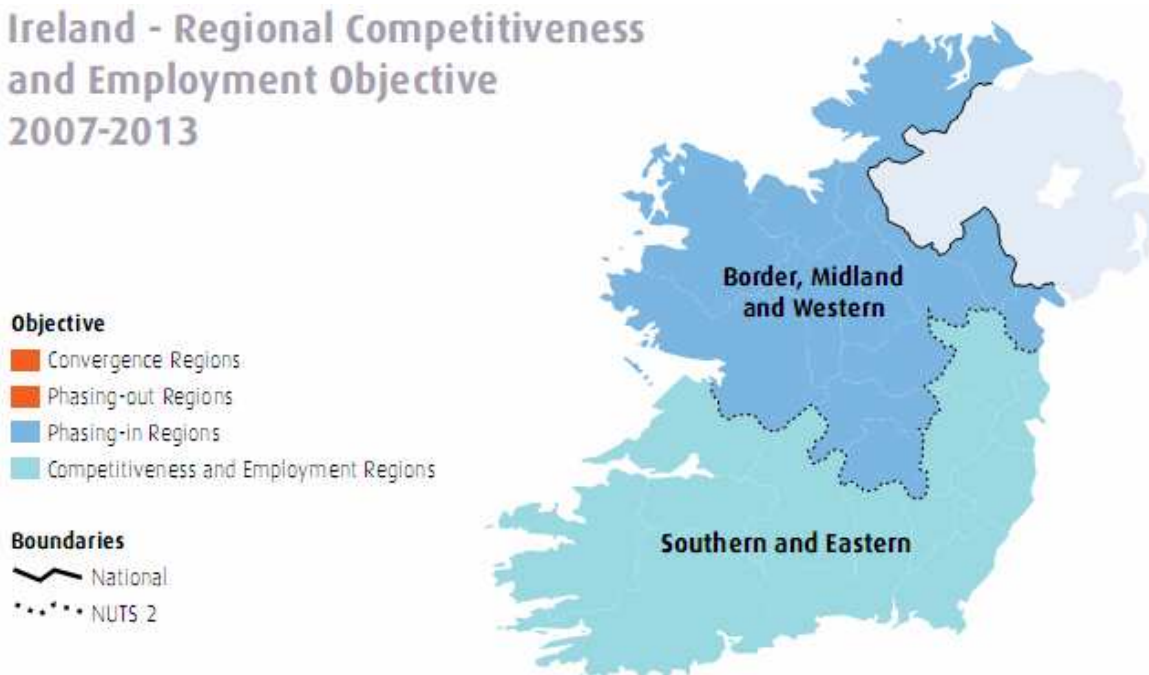 Ireland - Regional Competitiveness
and Employment Objective
2007-2013
Border, Midland
and Western
Objective
Convergence Regions
Phasing-out Regions
Phasing-in Regions
Competitiveness and Employment Regions
Southern and Eastern
Boundaries
National
NUTS 2